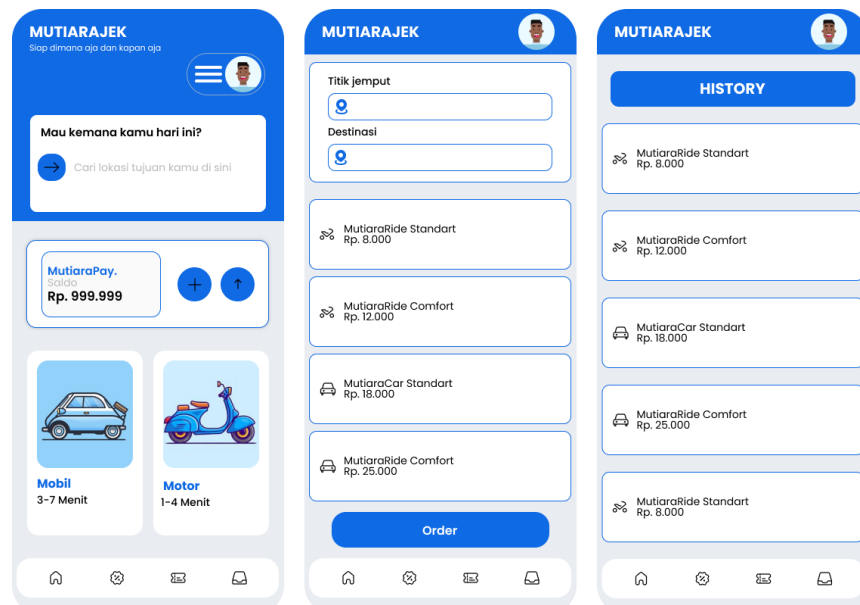 MUTIARAJEK
Siap dimana aja dan kapan aja
Mau kemana kamu hari ini?
Cari lokasi tujuan kamu di sini
MutiaraPay.
Saldo
Rp. 999.999
Mobil
3-7 Menit
Motor
1-4 Menit
MUTIARAJEK
Titik jemput
Destinasi
MutiaraRide Standart
Rp. 8.000
MutiaraRide Comfort
Rp. 12.000
MutiaraCar Standart
Rp. 18.000
MutiaraRide Comfort
Rp. 25.000
Order
MUTIARAJEK
HISTORY
MutiaraRide Standart
Rp. 8.000
MutiaraRide Comfort
Rp. 12.000
MutiaraCar Standart
Rp. 18.000
MutiaraRide Comfort
Rp. 25.000
MutiaraRide Standart
Rp. 8.000